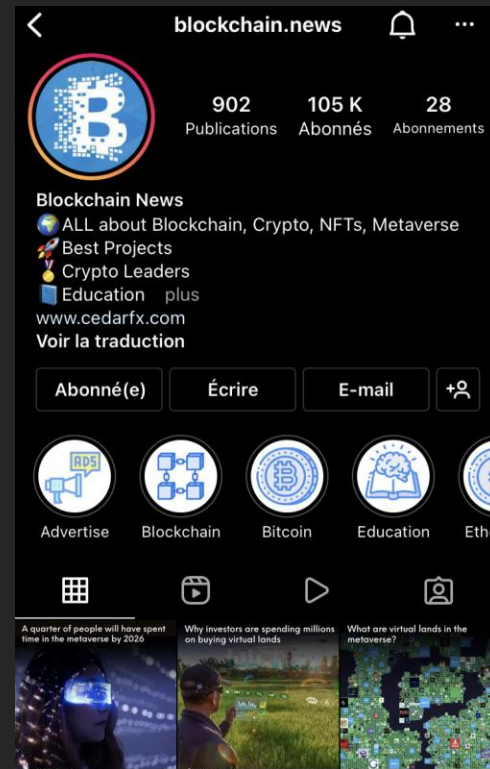 blockchain.news
902
Publications
105 K
Abonnés
28
Abonnements
Blockchain News
🌍ALL about Blockchain, Crypto, NFTs, Metaverse
🚀Best Projects
🏅Crypto Leaders
📘Education plus
www.cedarfx.com
Voir la traduction
Abonné(e) Écrire E-mail
ADS
Advertise Blockchain Bitcoin Education Eth
A quarter of people will have spent
time in the metaverse by 2026
Why investors are spending millions
on buying virtual lands
What are virtual lands in the
metaverse?